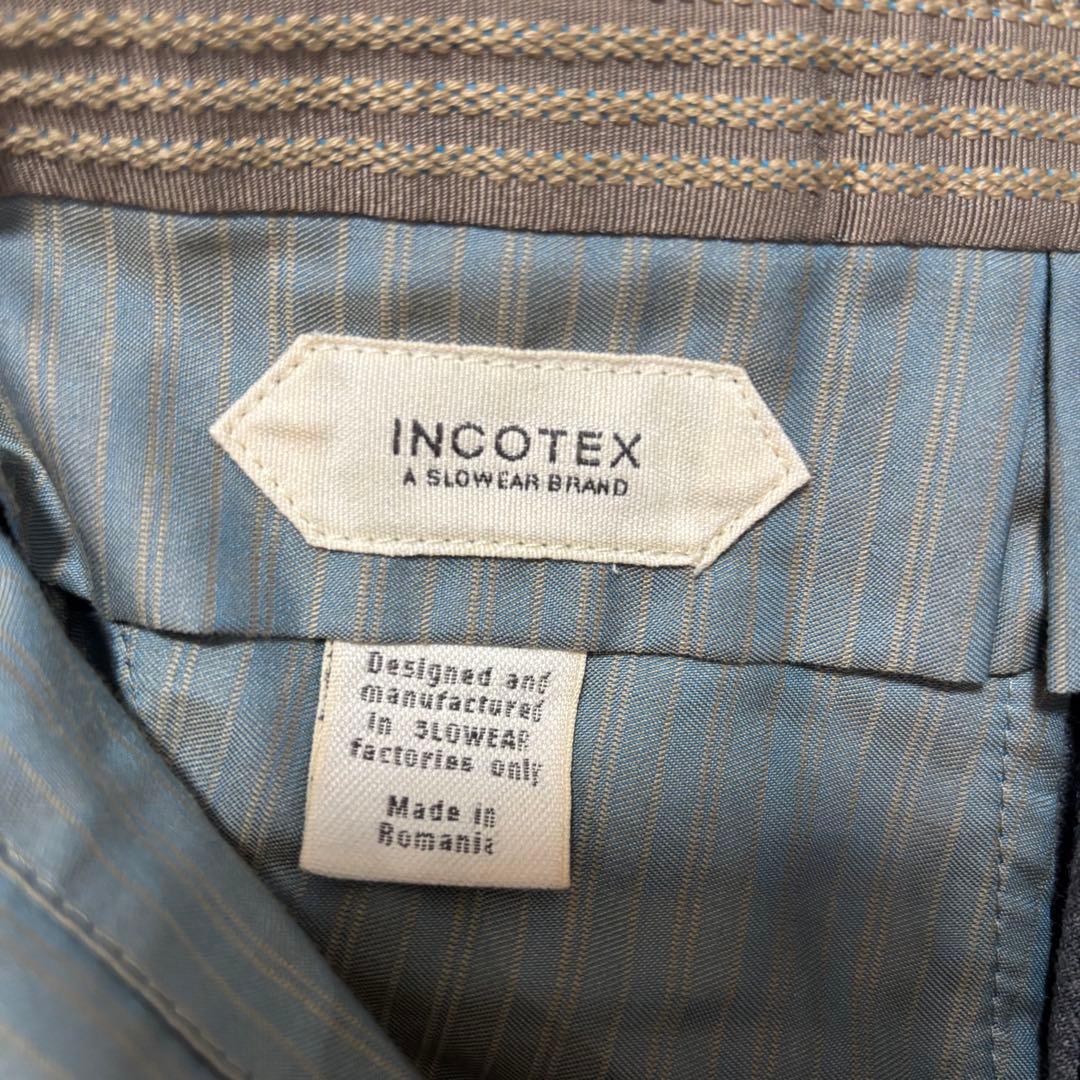 INCOTEX
A SLOWEAR BRAND
Designed and
manufactured
in SLOWEAR
factories only
Made in
Romania